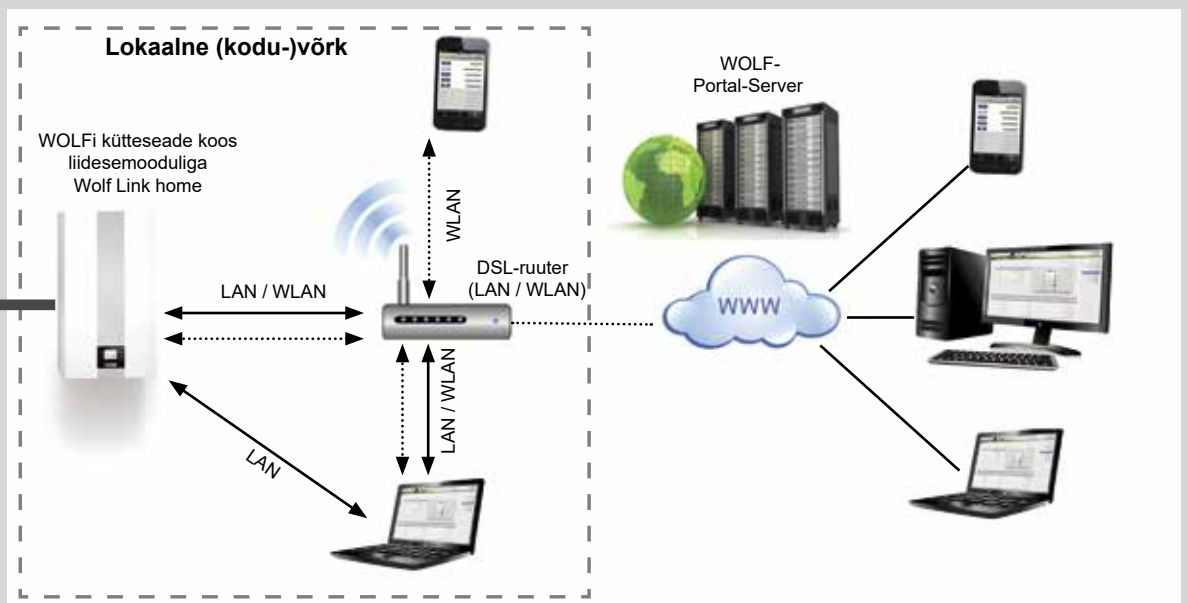 Lokaalne (kodu-)võrk
WOLFi kütteseade koos
liidesemooduliga
Wolf Link home
LAN / WLAN
WLAN
DSL-ruuter
(LAN / WLAN)
LAN / WLAN
LAN
WOLF-
Portal-Server
WWW